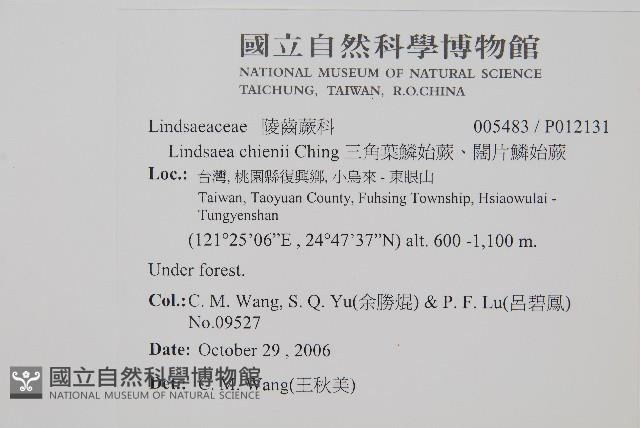 國立自然科學博物館
NATIONAL MUSEUM OF NATURAL SCIENCE
TAICHUNG, TAIWAN, R.O.CHINA
Lindsaeaceae 陵齒蕨科 005483 / P012131
Lindsaea chienii Ching 三角葉鱗始蕨、闊片鱗始蕨
Loc.: 台灣, 桃園縣復興鄉, 小烏來 - 東眼山
Taiwan, Taoyuan County, Fuhsing Township, Hsiaowulai -
Tungyenshan
(121°25'06”E , 24°47'37”N) alt. 600 -1,100 m.
Under forest.
Col.: C. M. Wang, S. Q. Yu(余勝焜) & P. F. Lu(呂碧鳳)
No.09527
Date: October 29 , 2006
Det.: C. M. Wang(王秋美)
國立自然科學博物館
NATIONAL MUSEUM OF NATURAL SCIENCE